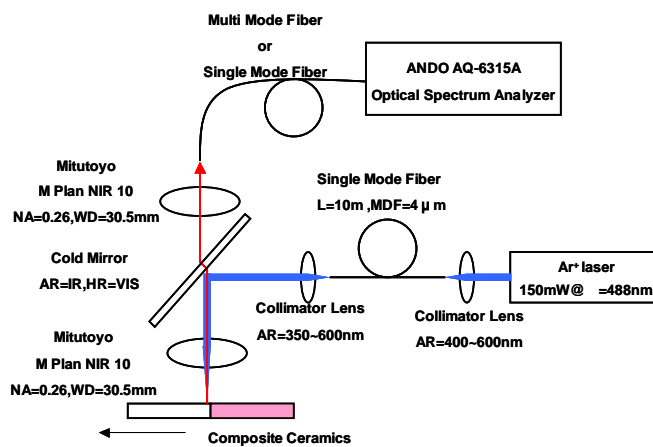 Multi Mode Fiber
or
Single Mode Fiber
ANDO AQ-6315A
Optical Spectrum Analyzer
Mitutoyo
M Plan NIR 10
NA=0.26,WD=30.5mm
Single Mode Fiber
L=10m ,MDF=4μm
Cold Mirror
AR=IR,HR=VIS
Ar+ laser
150mW@ =488nm
Collimator Lens
AR=350~600nm
Collimator Lens
AR=400~600nm
Mitutoyo
M Plan NIR 10
NA=0.26,WD=30.5mm
Composite Ceramics